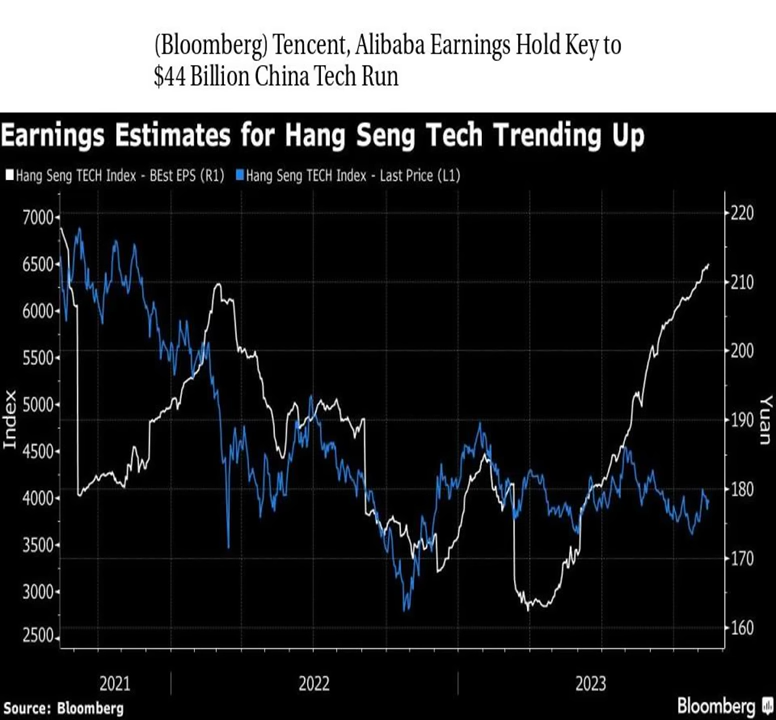 (Bloomberg) Tencent, Alibaba Earnings Hold Key to
$44 Billion China Tech Run
Earnings Estimates for Hang Seng Tech Trending Up
Hang Seng TECH Index - BEst EPS (R1) Hang Seng TECH Index - Last Price (L1)
7000
6500
6000
5500
5000
4500
4000
3500
3000
2500
Index
220
210
200
190
180
170
160
Yuan
2021 2022 2023
Source: Bloomberg
Bloomberg